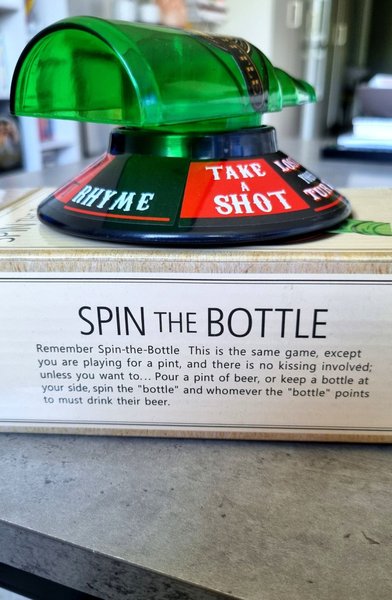 RHYME
TAKE
A
SHOT
SPIN THE BOTTLE
Remember Spin-the-Bottle This is the same game, except
you are playing for a pint, and there is no kissing involved;
unless you want to... Pour a pint of beer, or keep a bottle at
your side, spin the "bottle" and whomever the "bottle" points
to must drink their beer.